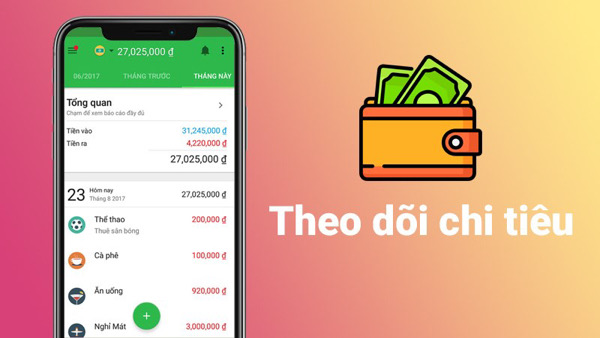 27,025,000 ₫
06/2017 THÁNG TRƯỚC THÁNG NÀY
Tổng quan
Chạm để xem báo cáo đầy đủ
Tiền vào 31,245,000 ₫
Tiền ra 4,220,000 ₫
27,025,000 ₫
23 Hôm nay 27,025,000 ₫
Tháng 8 2017
Thể thao 200,000 ₫
Thuê sân bóng
Cà phê 100,000 ₫
Ăn uống 920,000 ₫
Nghỉ Mát 3,000,000 ₫
Theo dõi chi tiêu